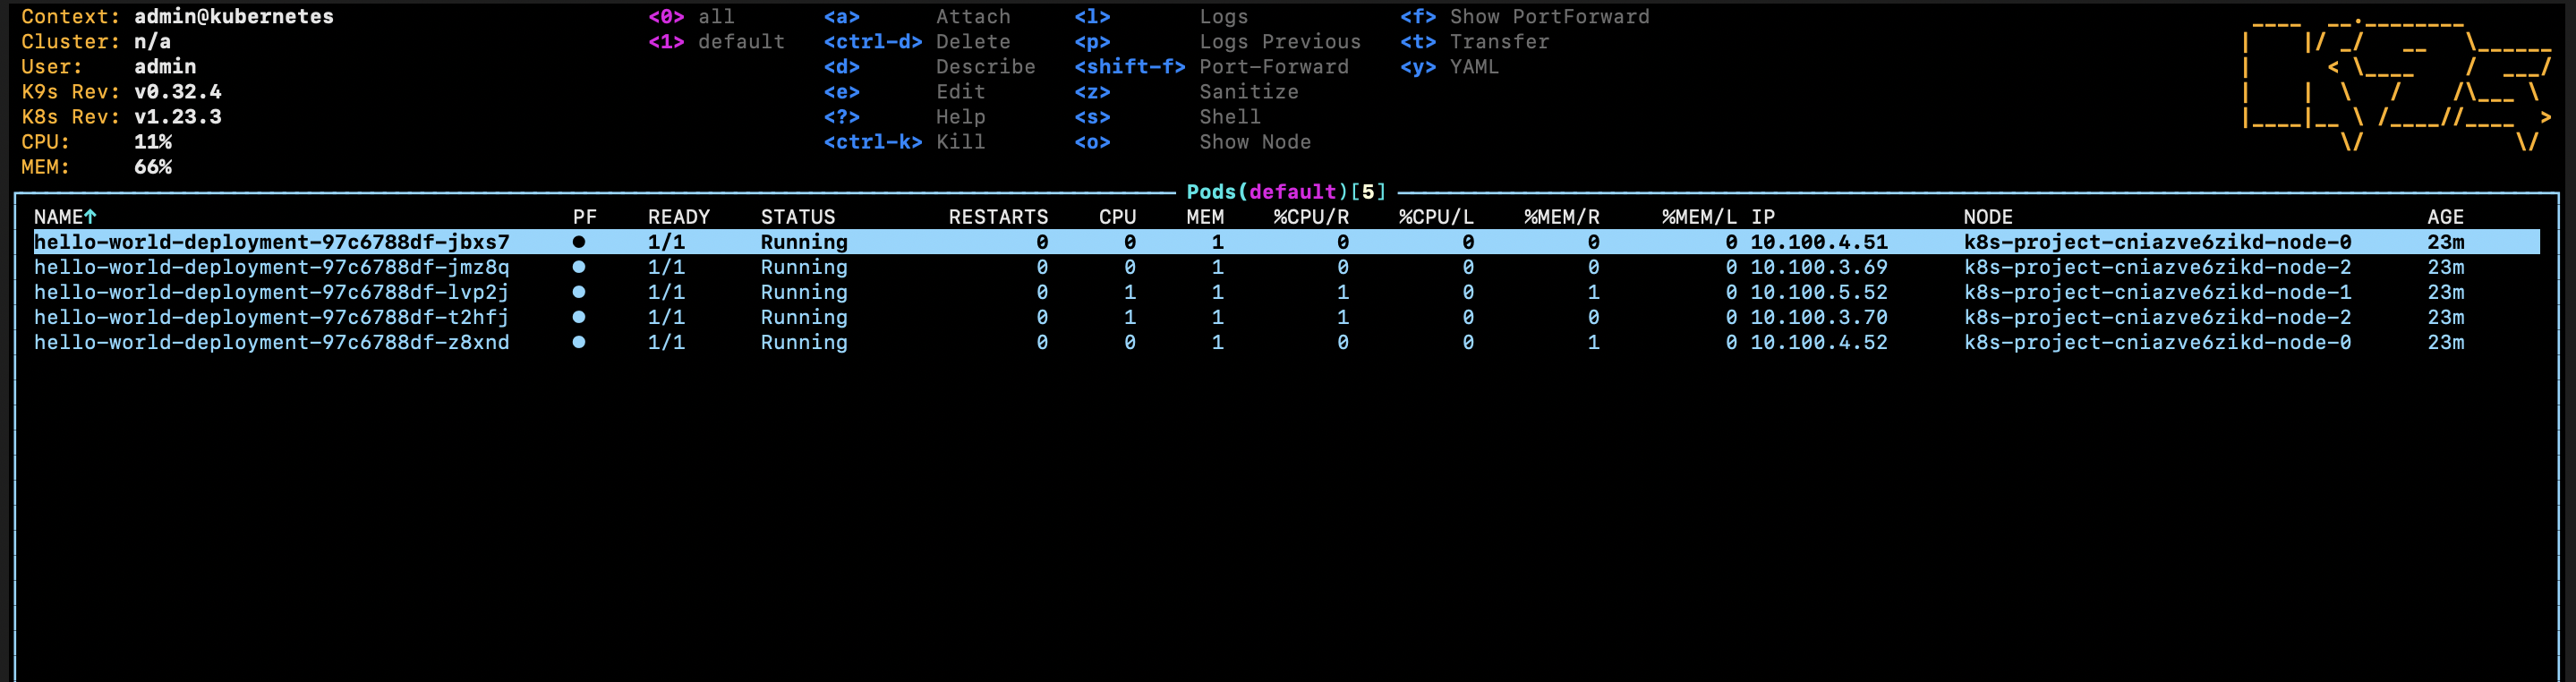 Context: admin@kubernetes <0> all <a> Attach <l> Logs <f> Show PortForward
Cluster: n/a <1> default <ctrl-d> Delete <p> Logs Previous <t> Transfer
User: admin <d> Describe <shift-f> Port-Forward <y> YAML
K9s Rev: v0.32.4 <e> Edit <z> Sanitize
K8s Rev: v1.23.3 <?> Help <s> Shell
CPU: 11% <ctrl-k> Kill <o> Show Node
MEM: 66%
K9s
Pods(default)[5]
NAME↑ PF READY STATUS RESTARTS CPU MEM %CPU/R %CPU/L %MEM/R %MEM/L IP NODE AGE
hello-world-deployment-97c6788df-jbxs7 ● 1/1 Running 0 0 1 0 0 0 0 10.100.4.51 k8s-project-cniazve6zikd-node-0 23m
hello-world-deployment-97c6788df-jmz8q ● 1/1 Running 0 0 1 0 0 0 0 10.100.3.69 k8s-project-cniazve6zikd-node-2 23m
hello-world-deployment-97c6788df-lvp2j ● 1/1 Running 0 1 1 1 0 1 0 10.100.5.52 k8s-project-cniazve6zikd-node-1 23m
hello-world-deployment-97c6788df-t2hfj ● 1/1 Running 0 1 1 1 0 0 0 10.100.3.70 k8s-project-cniazve6zikd-node-2 23m
hello-world-deployment-97c6788df-z8xnd ● 1/1 Running 0 0 1 0 0 1 0 10.100.4.52 k8s-project-cniazve6zikd-node-0 23m